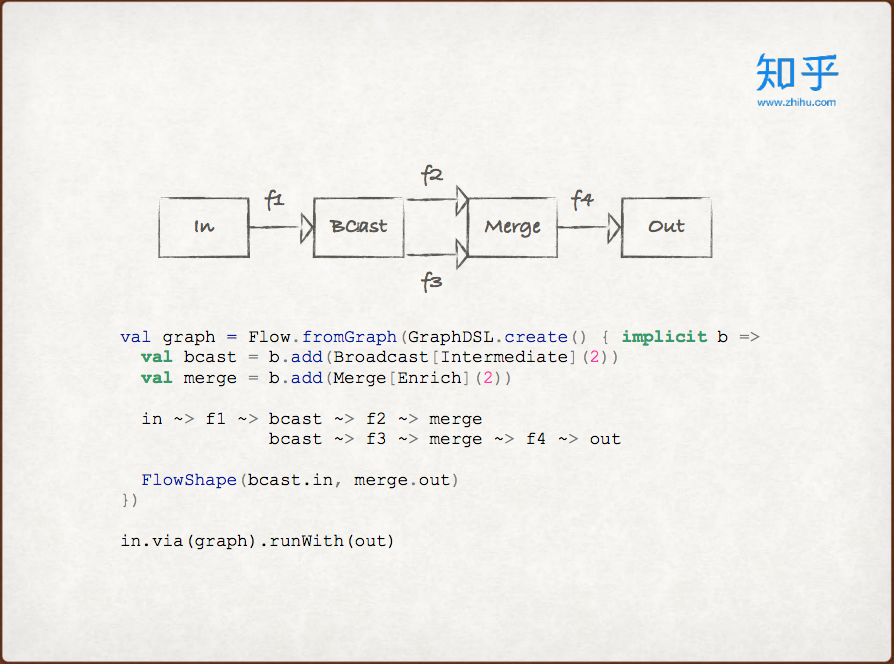 知乎
www.zhihu.com
f2
f1
f4
In
BCast
Merge
Out
f3
val graph = Flow.fromGraph(GraphDSL.create() { implicit b =>
  val bcast = b.add(Broadcast[Intermediate](2))
  val merge = b.add(Merge[Enrich](2))
  in ~> f1 ~> bcast ~> f2 ~> merge
              bcast ~> f3 ~> merge ~> f4 ~> out
  FlowShape(bcast.in, merge.out)
})
in.via(graph).runWith(out)